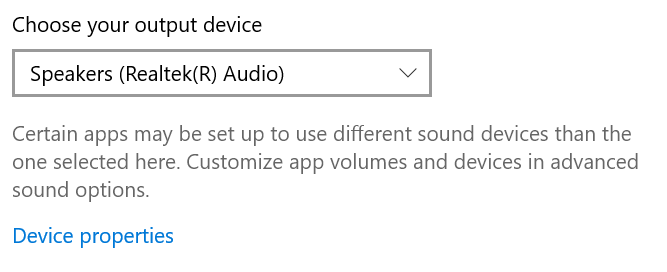 Choose your output device
Speakers (Realtek(R) Audio)
Certain apps may be set up to use different sound devices than the
one selected here. Customize app volumes and devices in advanced
sound options.
Device properties